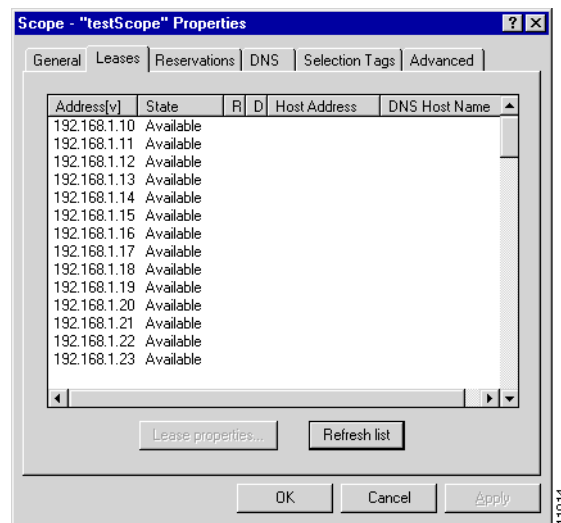 Scope - "testScope" Properties
General Leases Reservations DNS Selection Tags Advanced
Address[v] State R D Host Address DNS Host Name
192.168.1.10 Available
192.168.1.11 Available
192.168.1.12 Available
192.168.1.13 Available
192.168.1.14 Available
192.168.1.15 Available
192.168.1.16 Available
192.168.1.17 Available
192.168.1.18 Available
192.168.1.19 Available
192.168.1.20 Available
192.168.1.21 Available
192.168.1.22 Available
192.168.1.23 Available
Lease properties... Refresh list
OK Cancel Apply